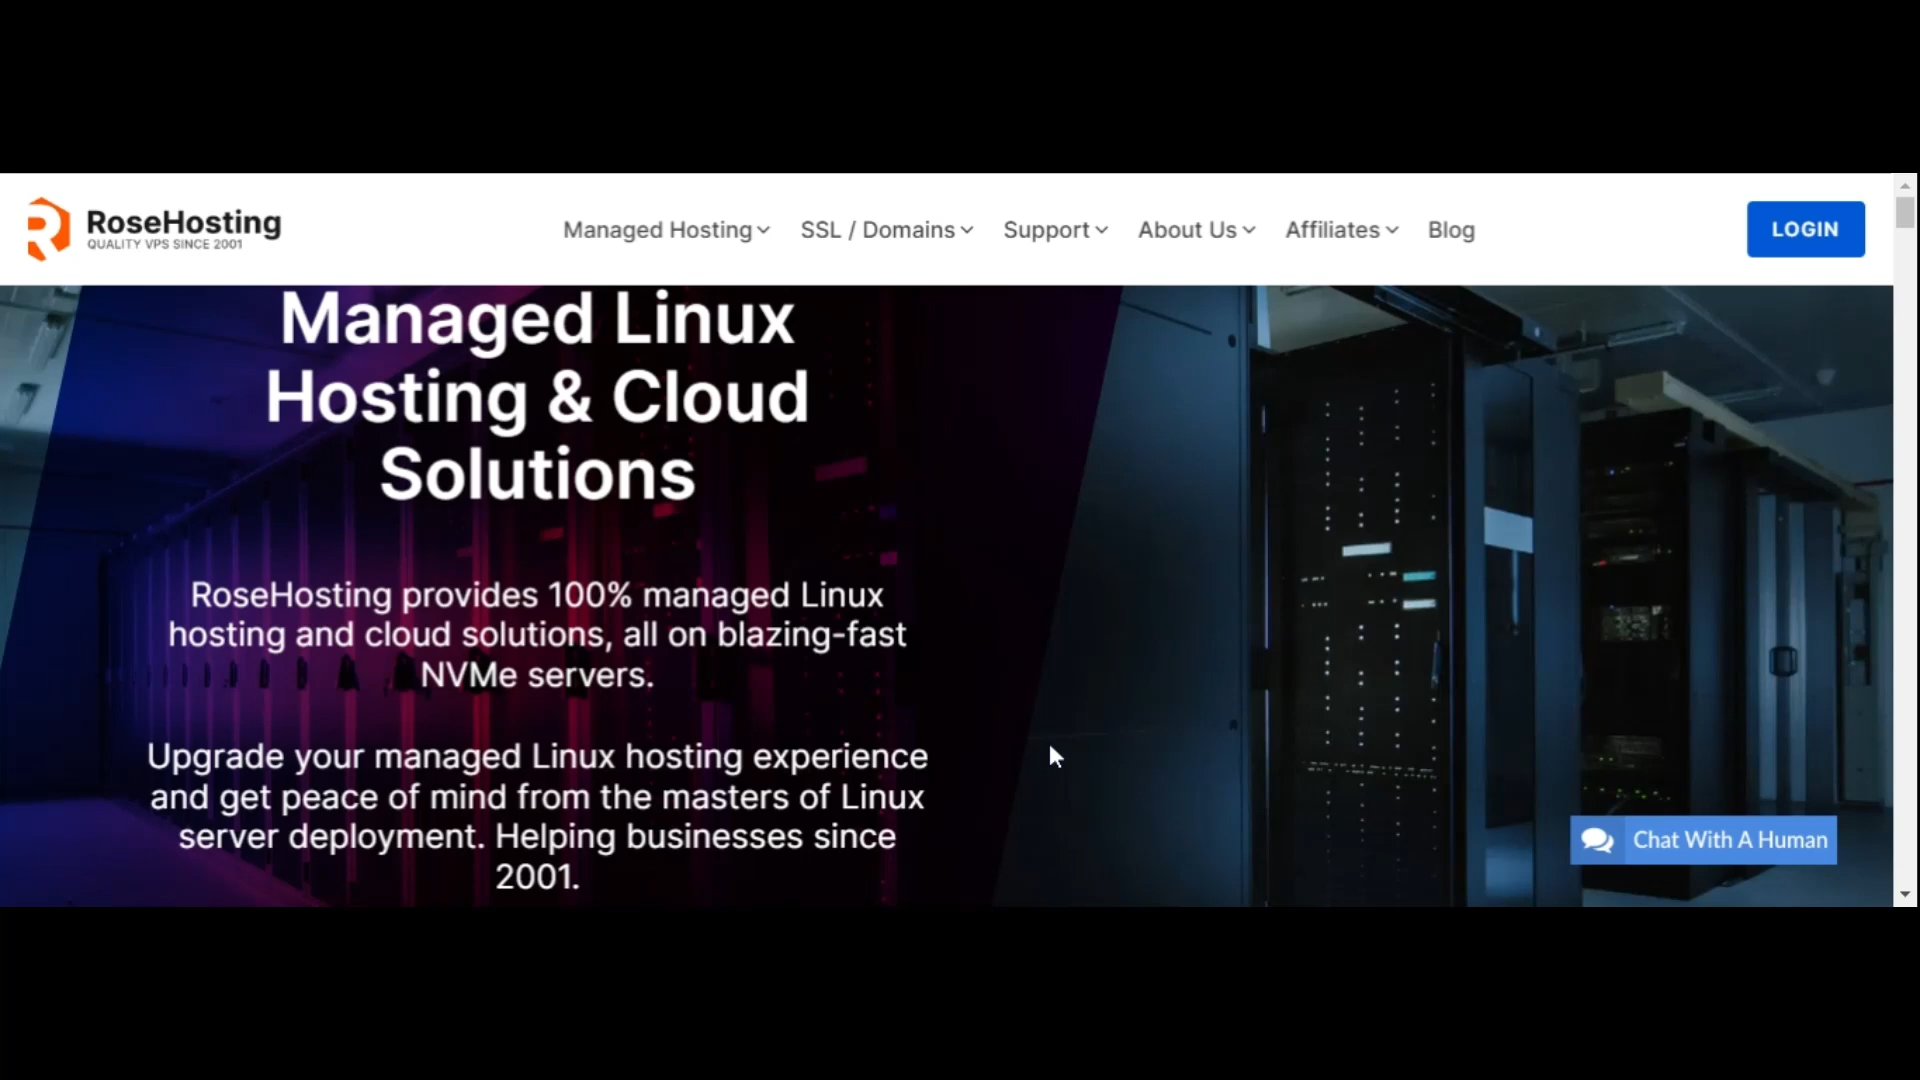 RoseHosting
QUALITY VPS SINCE 2001
Managed Hosting
SSL / Domains
Support
About Us
Affiliates
Blog
LOGIN
Managed Linux
Hosting & Cloud
Solutions
RoseHosting provides 100% managed Linux
hosting and cloud solutions, all on blazing-fast
NVMe servers.
Upgrade your managed Linux hosting experience
and get peace of mind from the masters of Linux
server deployment. Helping businesses since
2001.
Chat With A Human